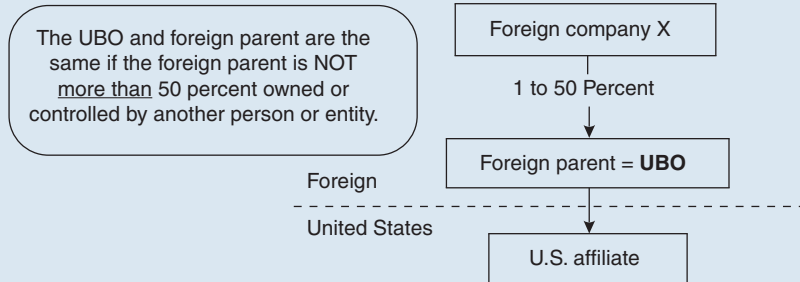 The UBO and foreign parent are the
same if the foreign parent is NOT
more than 50 percent owned or
controlled by another person or entity.
Foreign company X
1 to 50 Percent
Foreign parent = UBO
Foreign
United States
U.S. affiliate